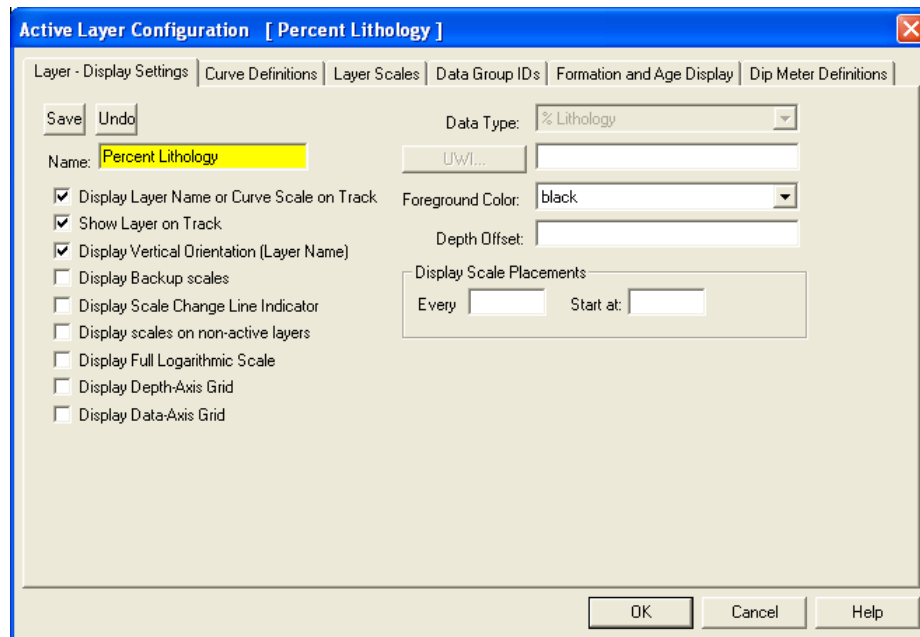 Active Layer Configuration [ Percent Lithology ]
Layer - Display Settings Curve Definitions Layer Scales Data Group IDs Formation and Age Display Dip Meter Definitions
Save Undo
Name: Percent Lithology
Display Layer Name or Curve Scale on Track
Show Layer on Track
Display Vertical Orientation (Layer Name)
Display Backup scales
Display Scale Change Line Indicator
Display scales on non-active layers
Display Full Logarithmic Scale
Display Depth-Axis Grid
Display Data-Axis Grid
Data Type: % Lithology
UWI...
Foreground Color: black
Depth Offset:
Display Scale Placements
Every Start at:
OK Cancel Help